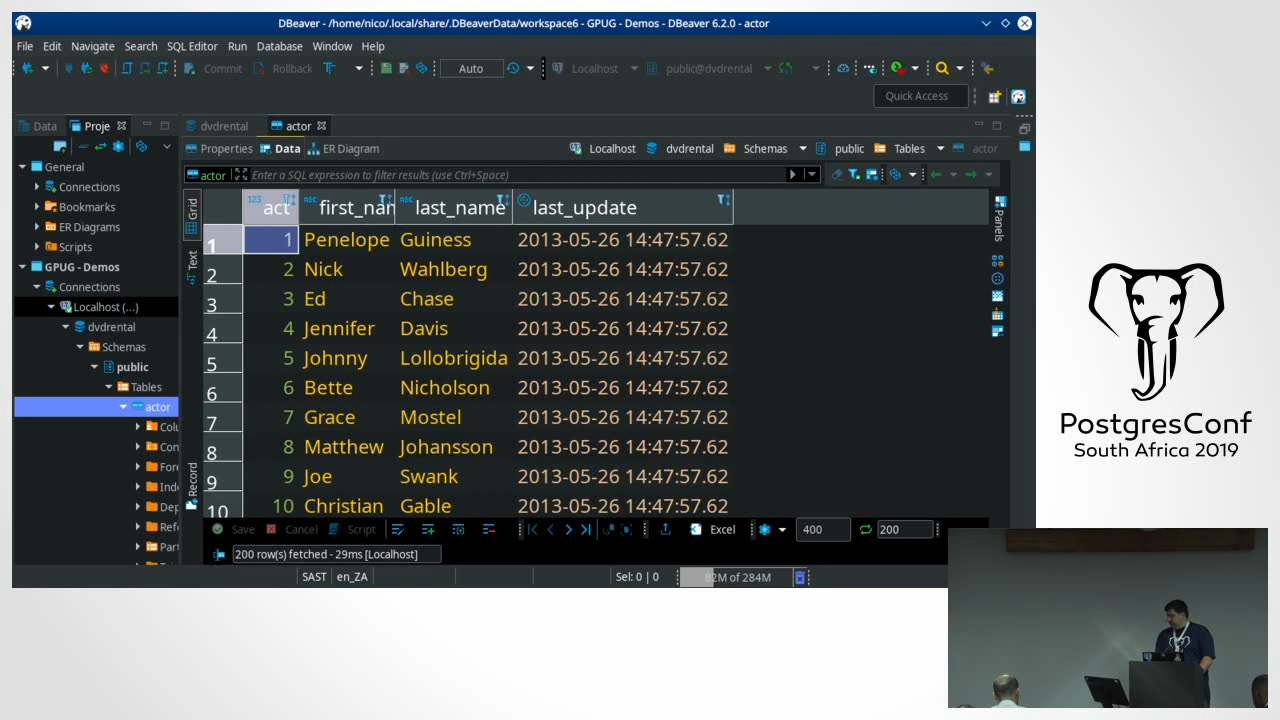 DBeaver - /home/nico/.local/share/.DBeaverData/workspace6 - GPUG - Demos - DBeaver 6.2.0 - actor
File Edit Navigate Search SQL Editor Run Database Window Help
Commit Rollback Auto Localhost public@dvdrental
Quick Access
Data Proje dvdrental actor
Properties Data ER Diagram Localhost dvdrental Schemas public Tables actor
General
Connections
Bookmarks
ER Diagrams
Scripts
GPUG - Demos
Connections
Localhost (...)
dvdrental
Schemas
public
Tables
actor
Colu
Con
Fore
Inde
Dep
Refe
Part
actor Enter a SQL expression to filter results (use Ctrl+Space)
Grid
Text
Record
Panels
123 act ABC first_nan ABC last_name last_update
1 1 Penelope Guiness 2013-05-26 14:47:57.62
2 2 Nick Wahlberg 2013-05-26 14:47:57.62
3 3 Ed Chase 2013-05-26 14:47:57.62
4 4 Jennifer Davis 2013-05-26 14:47:57.62
5 5 Johnny Lollobrigida 2013-05-26 14:47:57.62
6 6 Bette Nicholson 2013-05-26 14:47:57.62
7 7 Grace Mostel 2013-05-26 14:47:57.62
8 8 Matthew Johansson 2013-05-26 14:47:57.62
9 9 Joe Swank 2013-05-26 14:47:57.62
10 10 Christian Gable 2013-05-26 14:47:57.62
Save Cancel Script Excel 400 200
200 row(s) fetched - 29ms [Localhost]
SAST en_ZA Sel: 0 | 0 82M of 284M
PostgresConf
South Africa 2019